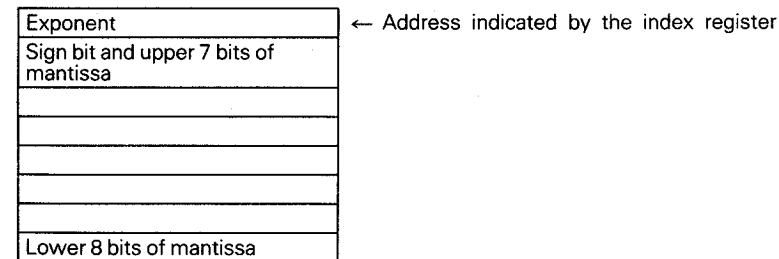 Exponent ← Address indicated by the index register
Sign bit and upper 7 bits of
mantissa
Lower 8 bits of mantissa